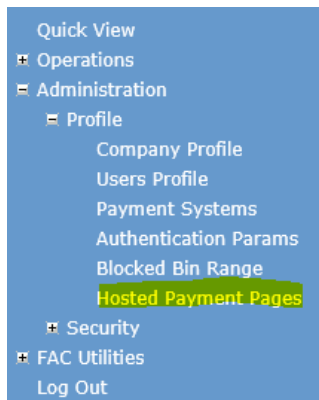 Quick View
Operations
Administration
Profile
Company Profile
Users Profile
Payment Systems
Authentication Params
Blocked Bin Range
Hosted Payment Pages
Security
FAC Utilities
Log Out